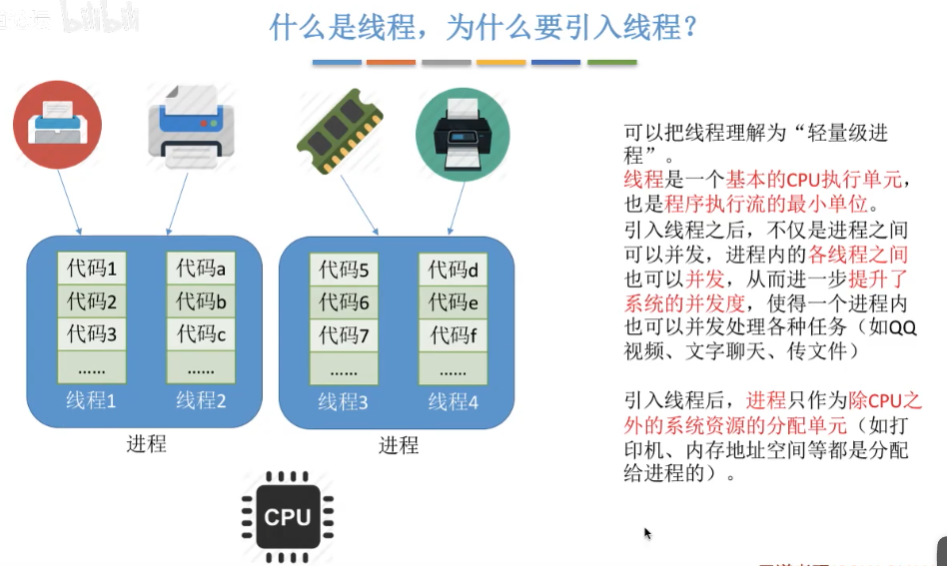 bilibili
什么是线程，为什么要引入线程？
代码1
代码2
代码3
......
线程1
代码a
代码b
代码c
......
线程2
进程
代码5
代码6
代码7
......
线程3
代码d
代码e
代码f
......
线程4
进程
CPU
可以把线程理解为“轻量级进
程”。
线程是一个基本的CPU执行单元，
也是程序执行流的最小单位。
引入线程之后，不仅是进程之间
可以并发，进程内的各线程之间
也可以并发，从而进一步提升了
系统的并发度，使得一个进程内
也可以并发处理各种任务（如QQ
视频、文字聊天、传文件）
引入线程后，进程只作为除CPU之
外的系统资源的分配单元（如打
印机、内存地址空间等都是分配
给进程的）。